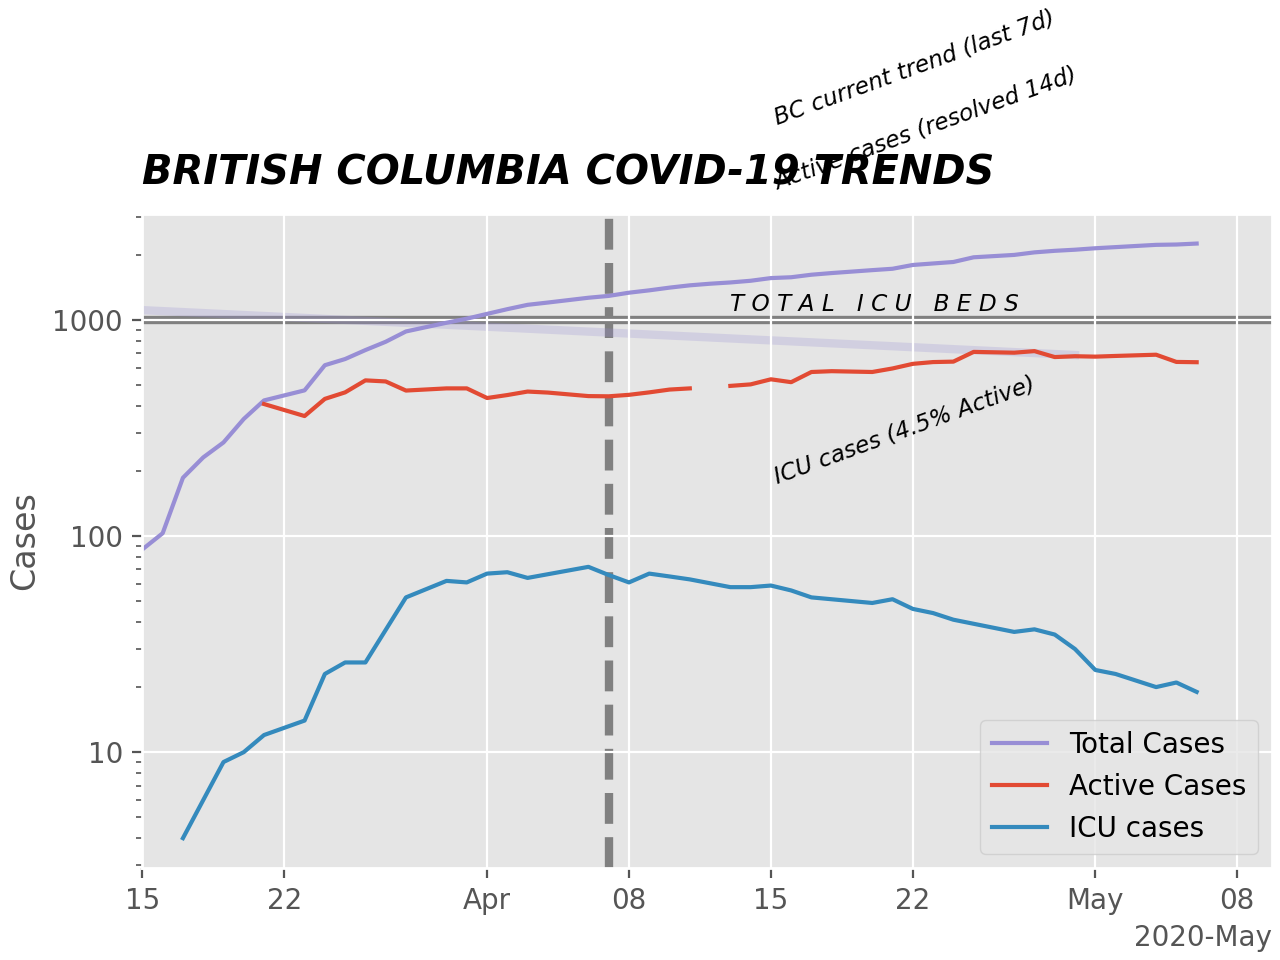 BC current trend (last 7d)
Active cases (resolved 14d)
BRITISH COLUMBIA COVID-19 TRENDS
TOTAL ICU BEDS
1000
ICU cases (4.5% Active)
100
Cases
10
Total Cases
Active Cases
ICU cases
15 22 Apr 08 15 22 May 08
2020-May